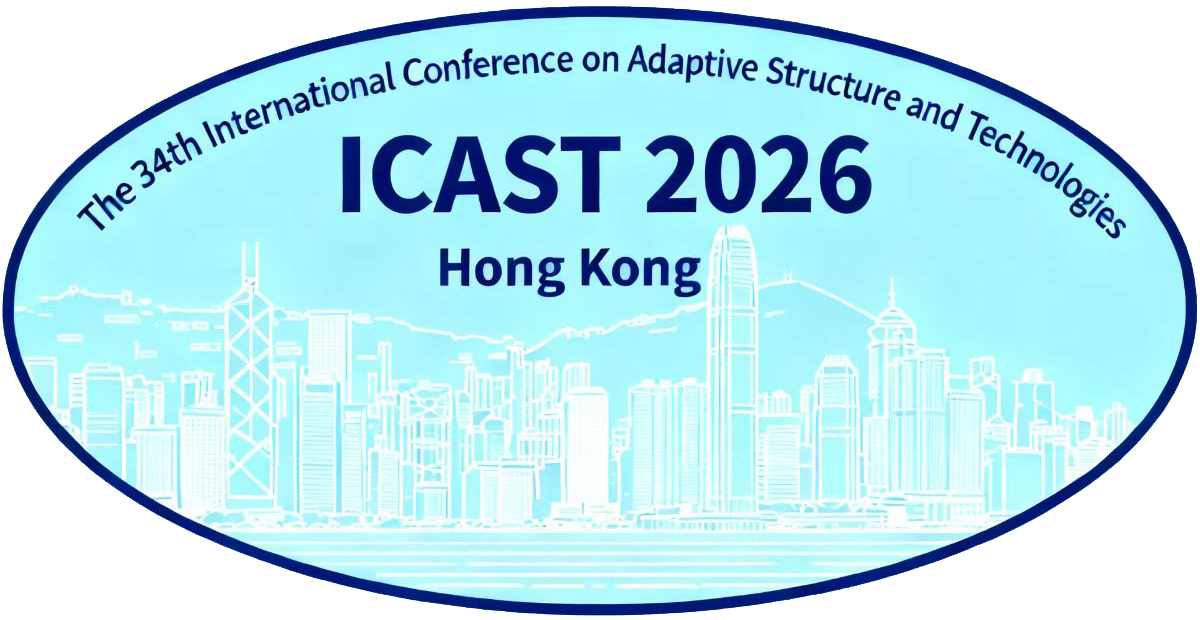 The 34th International Conference on Adaptive Structure and Technologies
ICAST 2026
Hong Kong